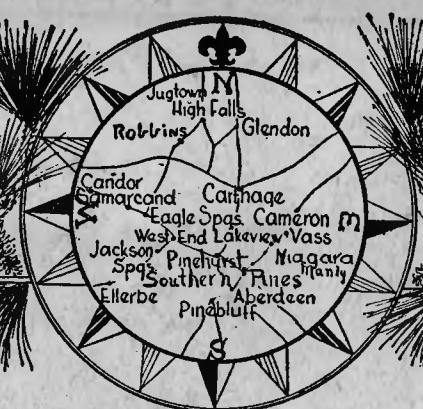 N
Jugtown
High Falls
Robbins Glendon
Candor
Samarcand Carthage
W Eagle Spgs. Cameron E
West End Lakeview Vass
Jackson Spgs. Pinehurst Niagara
Manly
Southern Pines
Ellerbe Aberdeen
Pinebluff
S